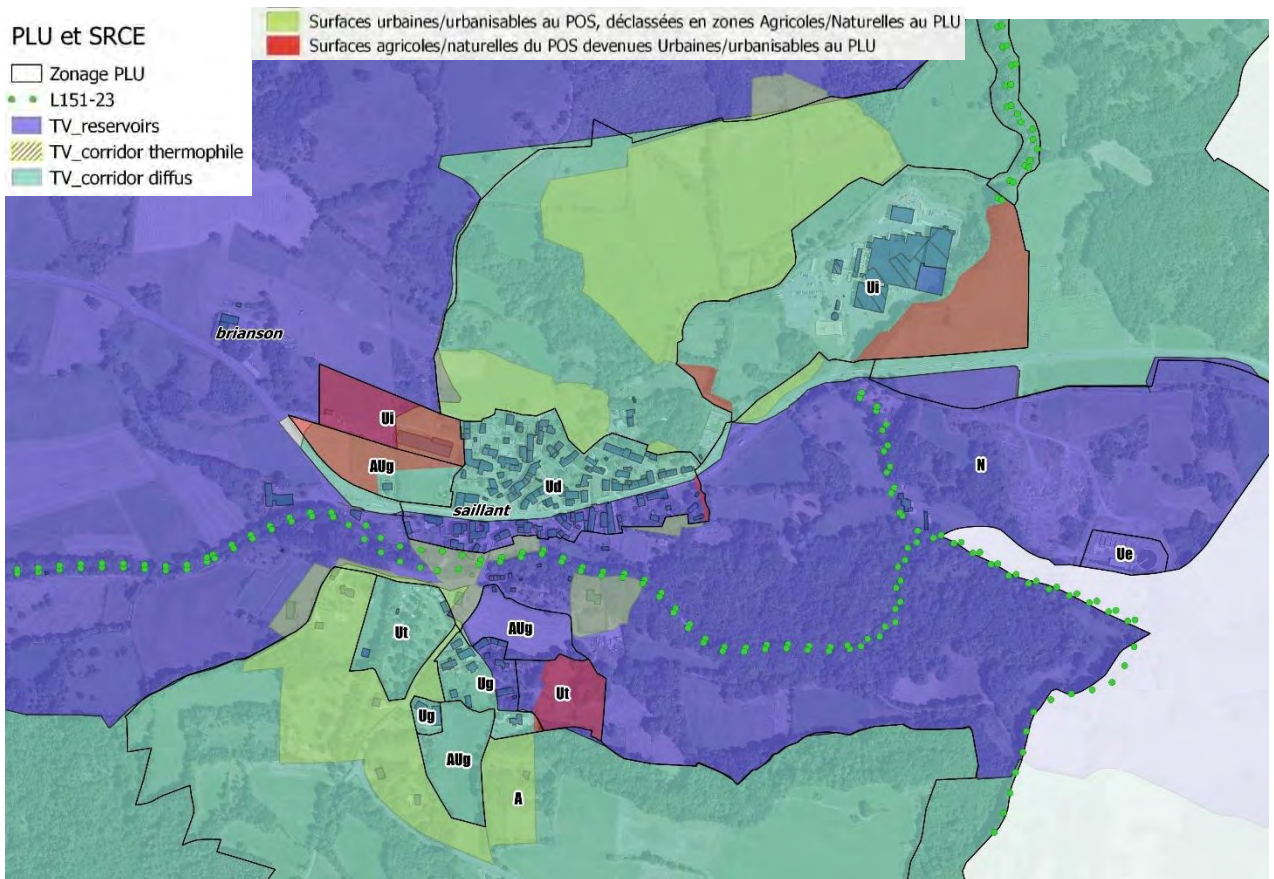 Surfaces urbaines/urbanisables au POS, déclassées en zones Agricoles/Naturelles au PLU
Surfaces agricoles/naturelles du POS devenues Urbaines/urbanisables au PLU
PLU et SRCE
Zonage PLU
L151-23
TV_reservoirs
TV_corridor thermophile
TV_corridor diffus
Ui
brianson
Ui
AUg
Ud
N
saillant
Ue
Ut
AUg
Ug
Ut
Ug
AUg
A